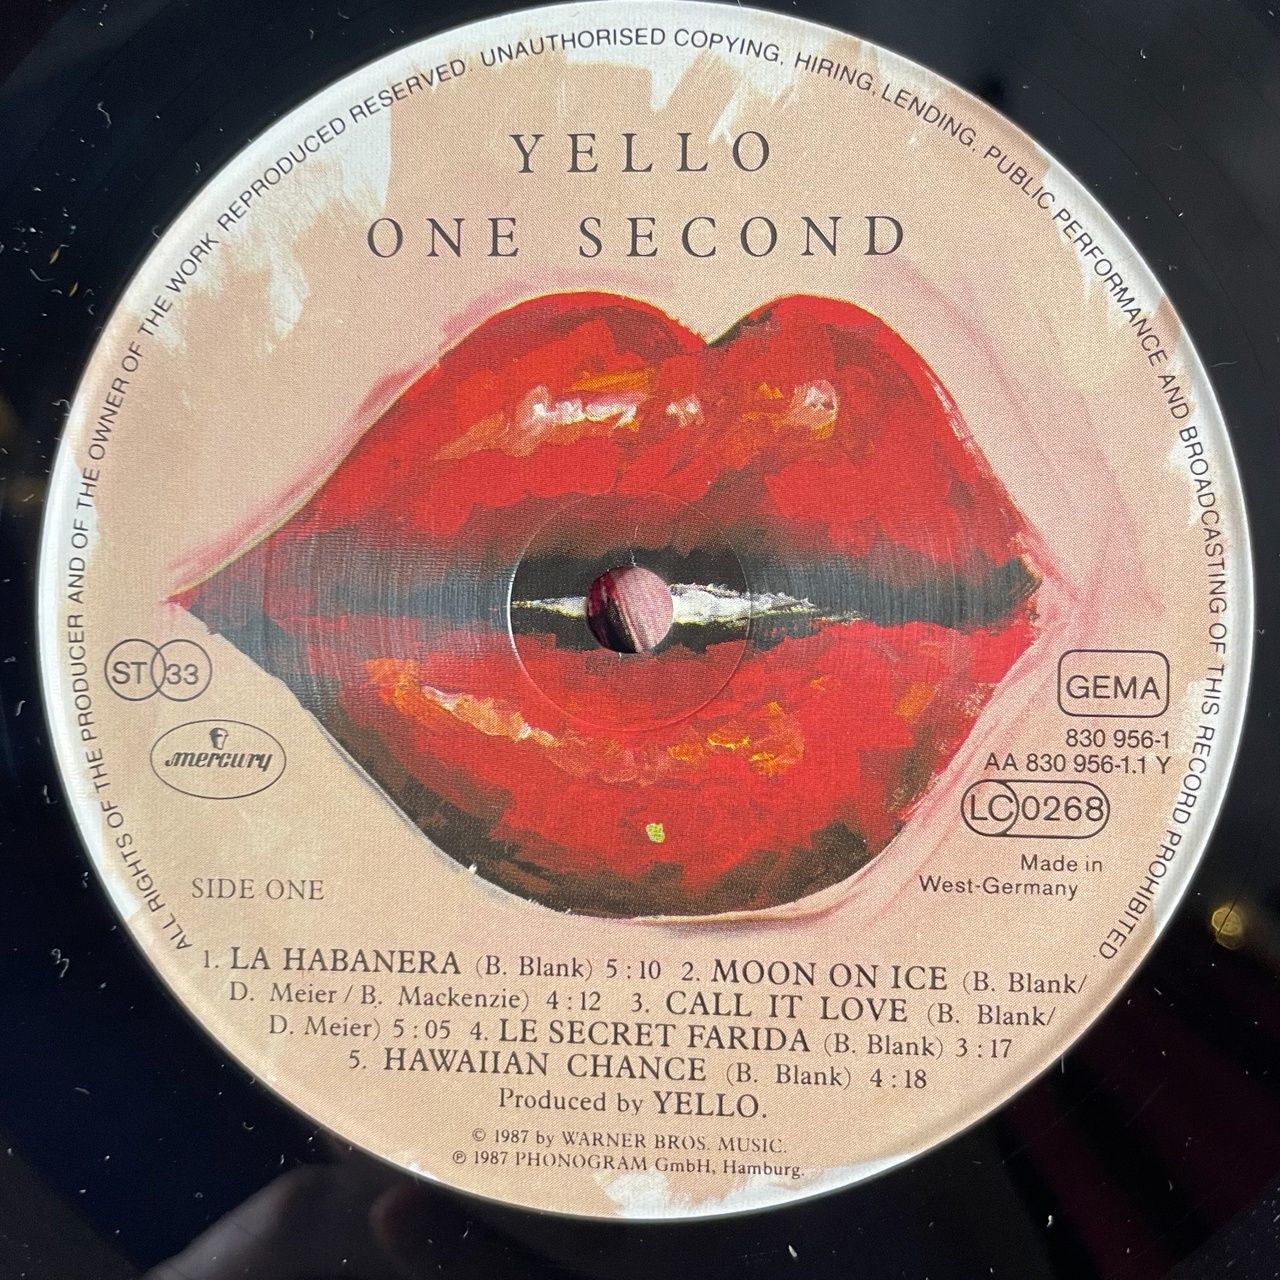 ALL RIGHTS OF THE PRODUCER AND OF THE OWNER OF THE WORK REPRODUCED RESERVED. UNAUTHORISED COPYING, HIRING, LENDING, PUBLIC PERFORMANCE AND BROADCASTING OF THIS RECORD PROHIBITED.
YELLO
ONE SECOND
ST 33
mercury
GEMA
830 956-1
AA 830 956-1.1 Y
LC 0268
Made in
West-Germany
SIDE ONE
1. LA HABANERA (B. Blank) 5:10 2. MOON ON ICE (B. Blank/
D. Meier/B. Mackenzie) 4:12 3. CALL IT LOVE (B. Blank/
D. Meier) 5:05 4. LE SECRET FARIDA (B. Blank) 3:17
5. HAWAIIAN CHANCE (B. Blank) 4:18
Produced by YELLO.
© 1987 by WARNER BROS. MUSIC.
℗ 1987 PHONOGRAM GmbH, Hamburg.